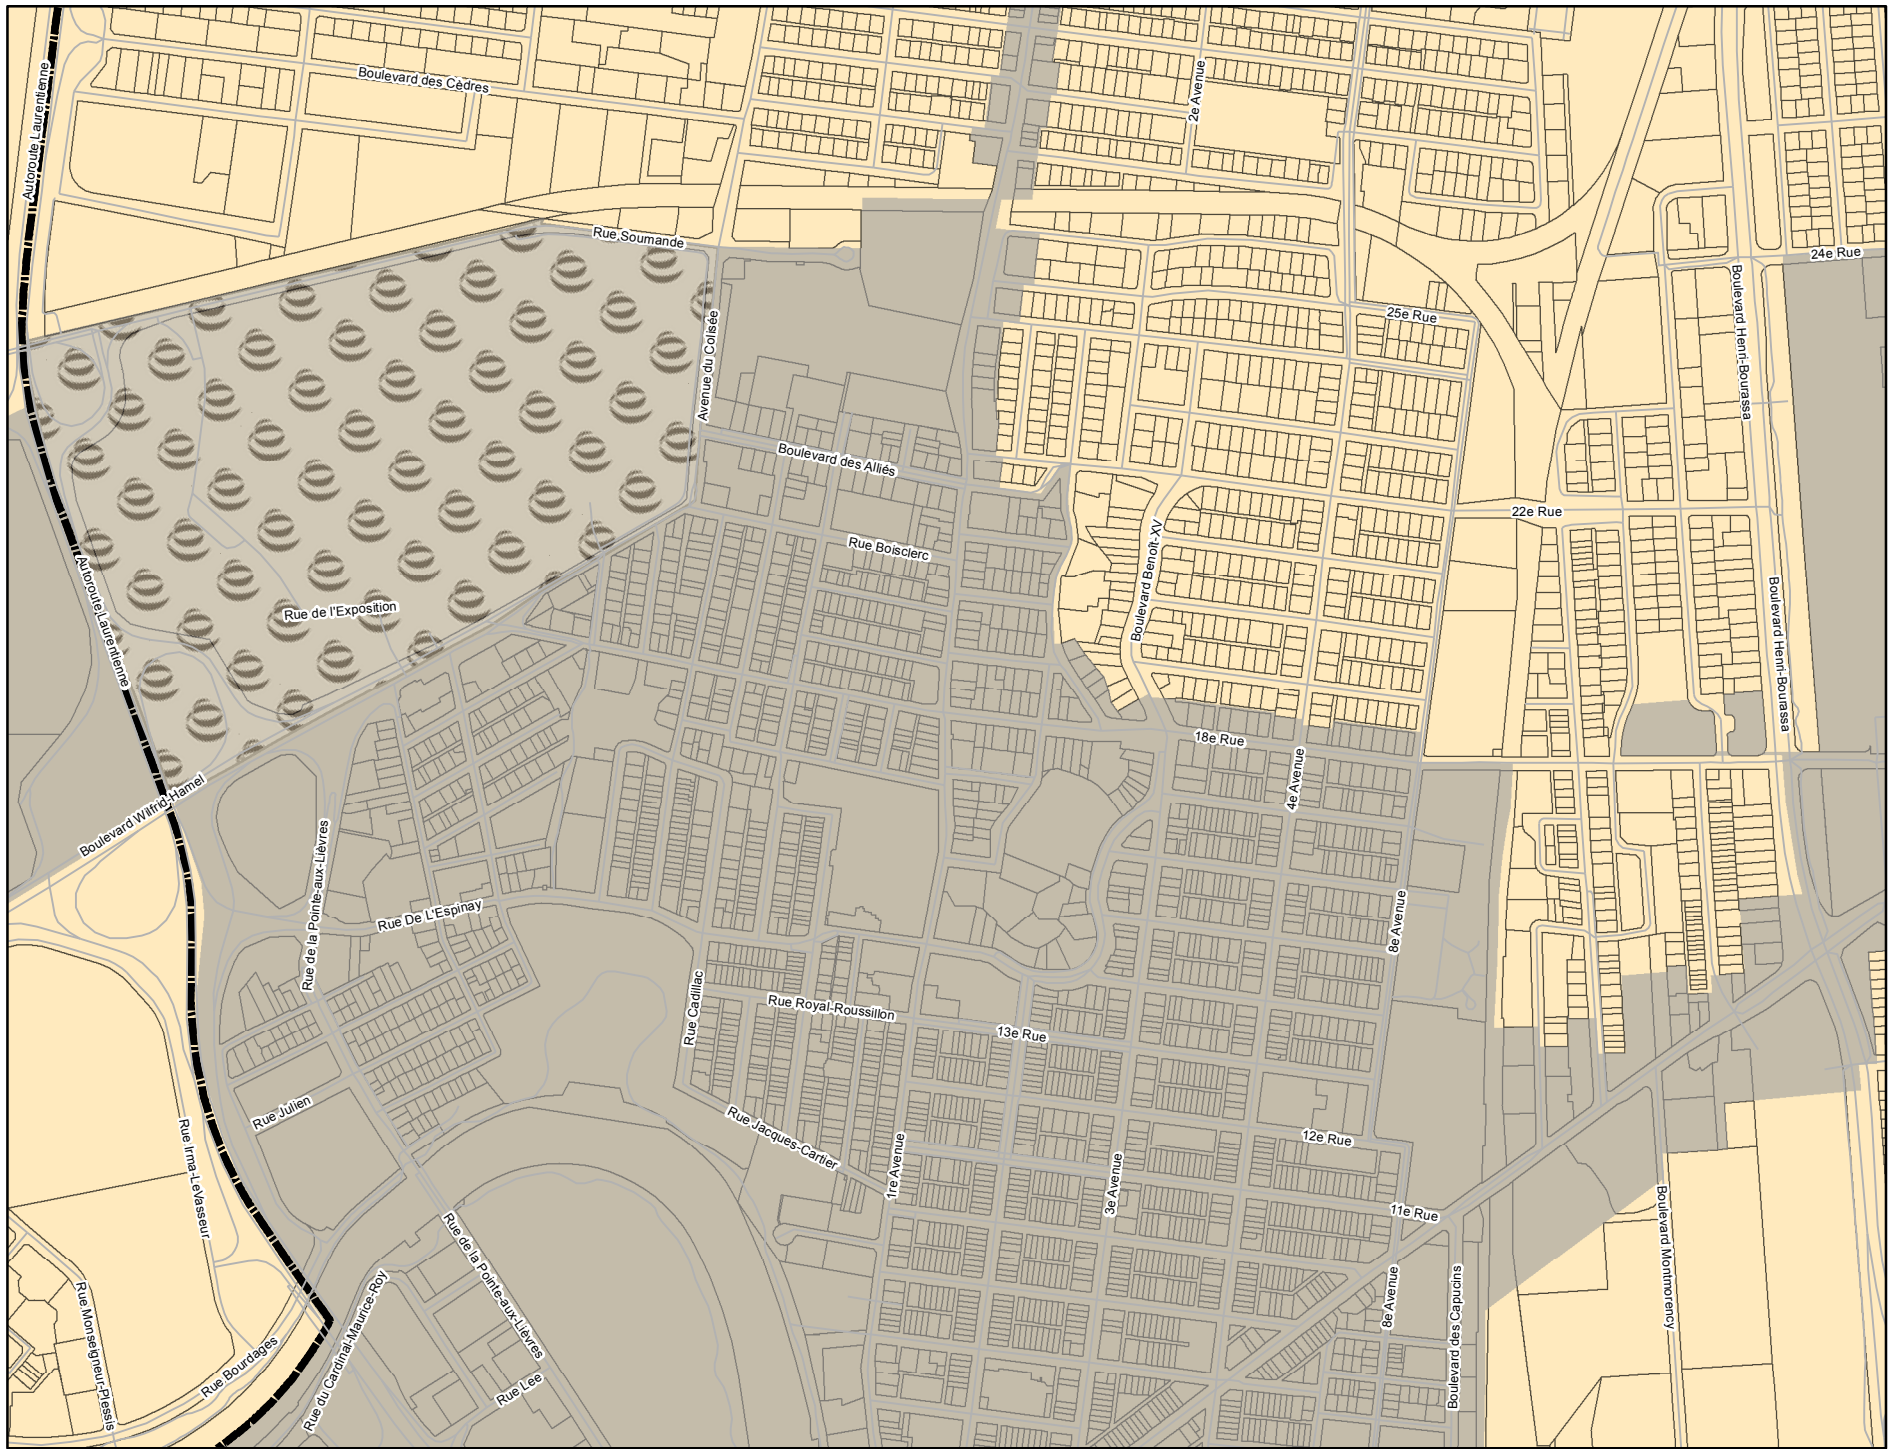 Autoroute Laurentienne
Boulevard des Cèdres
2e Avenue
Rue Soumande
24e Rue
Boulevard Henri-Bourassa
25e Rue
Avenue du Colisée
Boulevard des Alliés
22e Rue
Rue Boisclerc
Boulevard Benoît-XV
Autoroute Laurentienne
Rue de l'Exposition
Boulevard Henri-Bourassa
18e Rue
4e Avenue
Boulevard Wilfrid-Hamel
Rue de la Pointe-aux-Lièvres
Rue De L'Espinay
8e Avenue
Rue Cadillac
Rue Royal-Roussillon
13e Rue
Rue Julien
Rue Jacques-Cartier
12e Rue
Rue Irma-LeVasseur
1re Avenue
3e Avenue
11e Rue
Boulevard Montmorency
Rue de la Pointe-aux-Lièvres
8e Avenue
Boulevard des Capucins
Rue Monseigneur-Plessis
Rue Bourdages
Rue du Cardinal-Maurice-Roy
Rue Lee